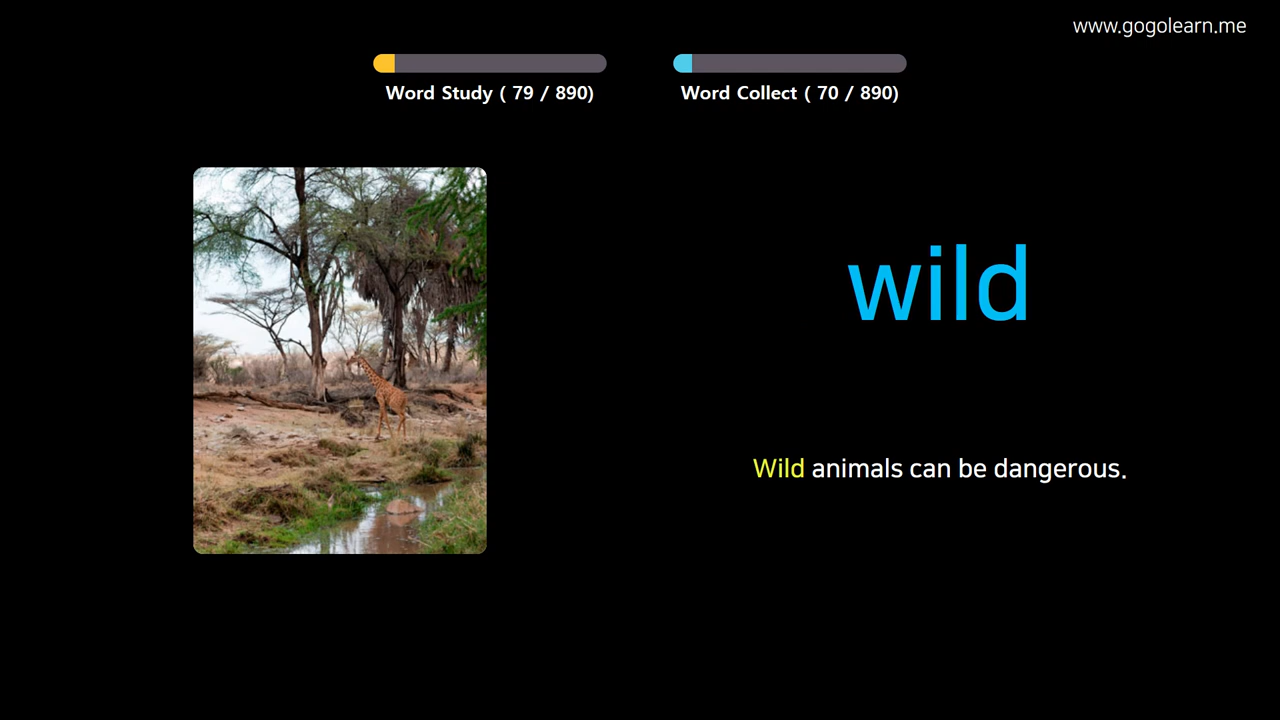 www.gogolearn.me
Word Study ( 79 / 890)
Word Collect ( 70 / 890)
wild
Wild animals can be dangerous.